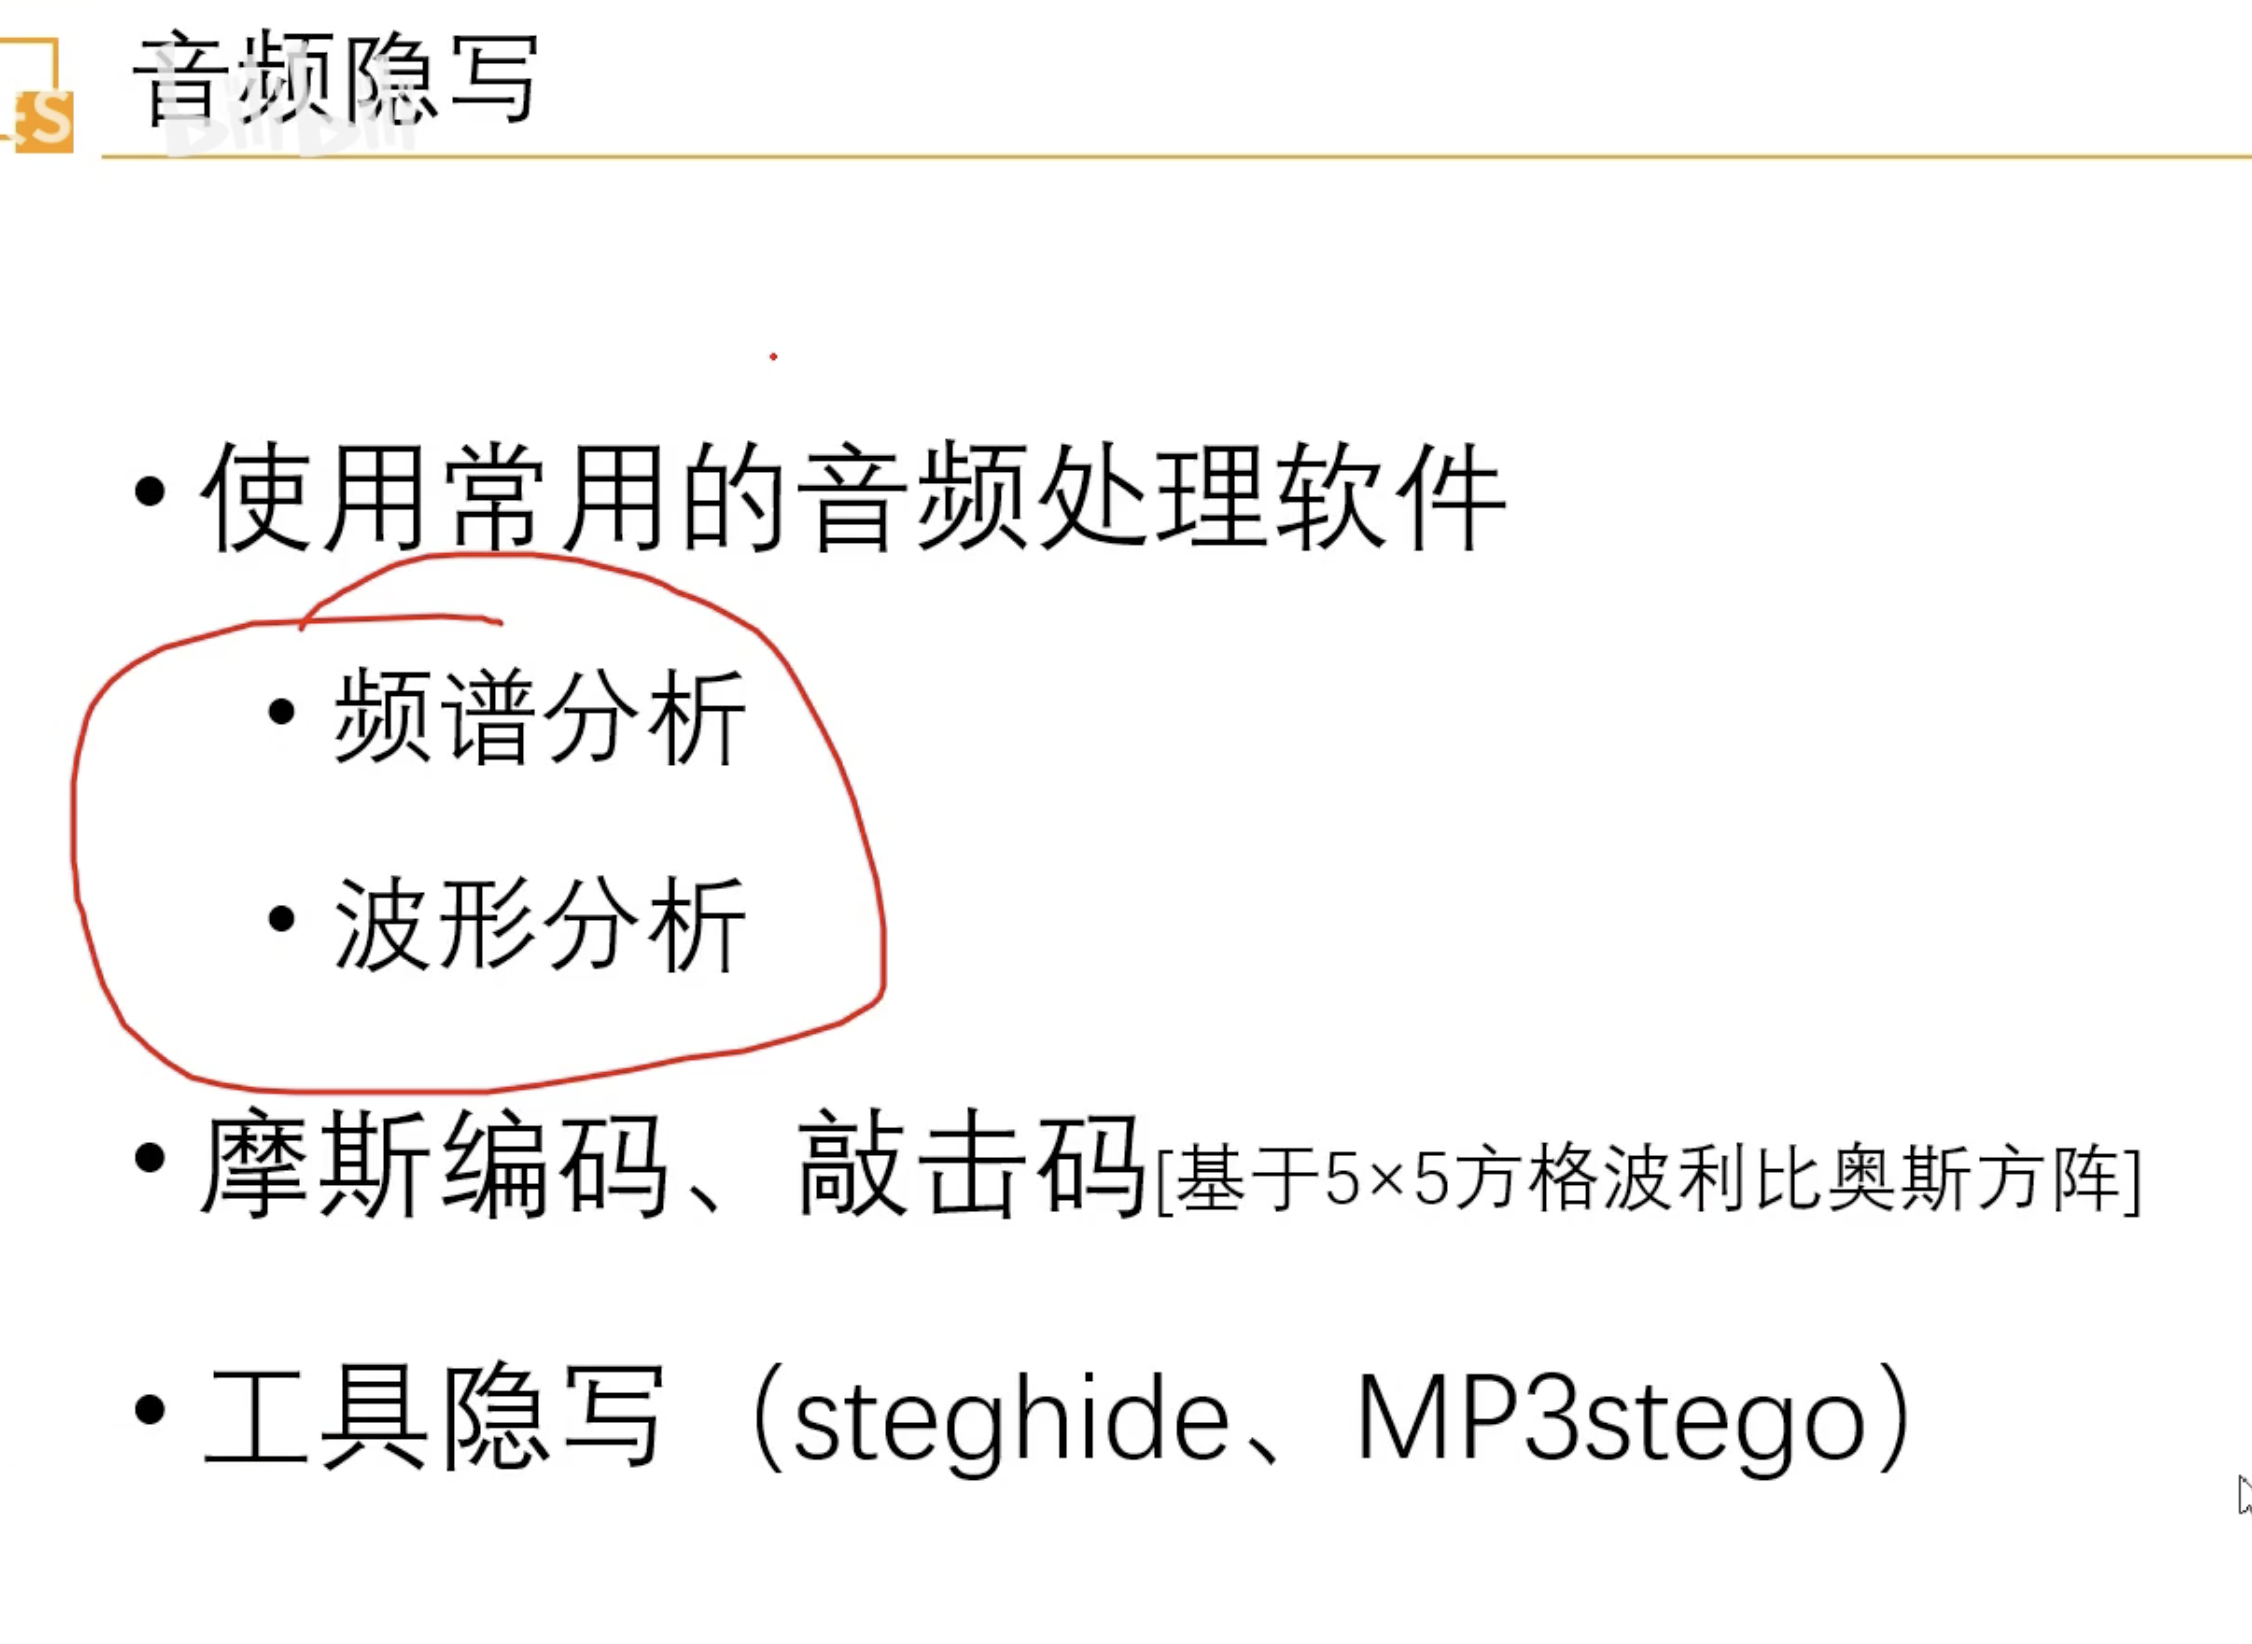 音频隐写
ES
bilibili
• 使用常用的音频处理软件
• 频谱分析
• 波形分析
• 摩斯编码、敲击码[基于5×5方格波利比奥斯方阵]
• 工具隐写（steghide、MP3stego）